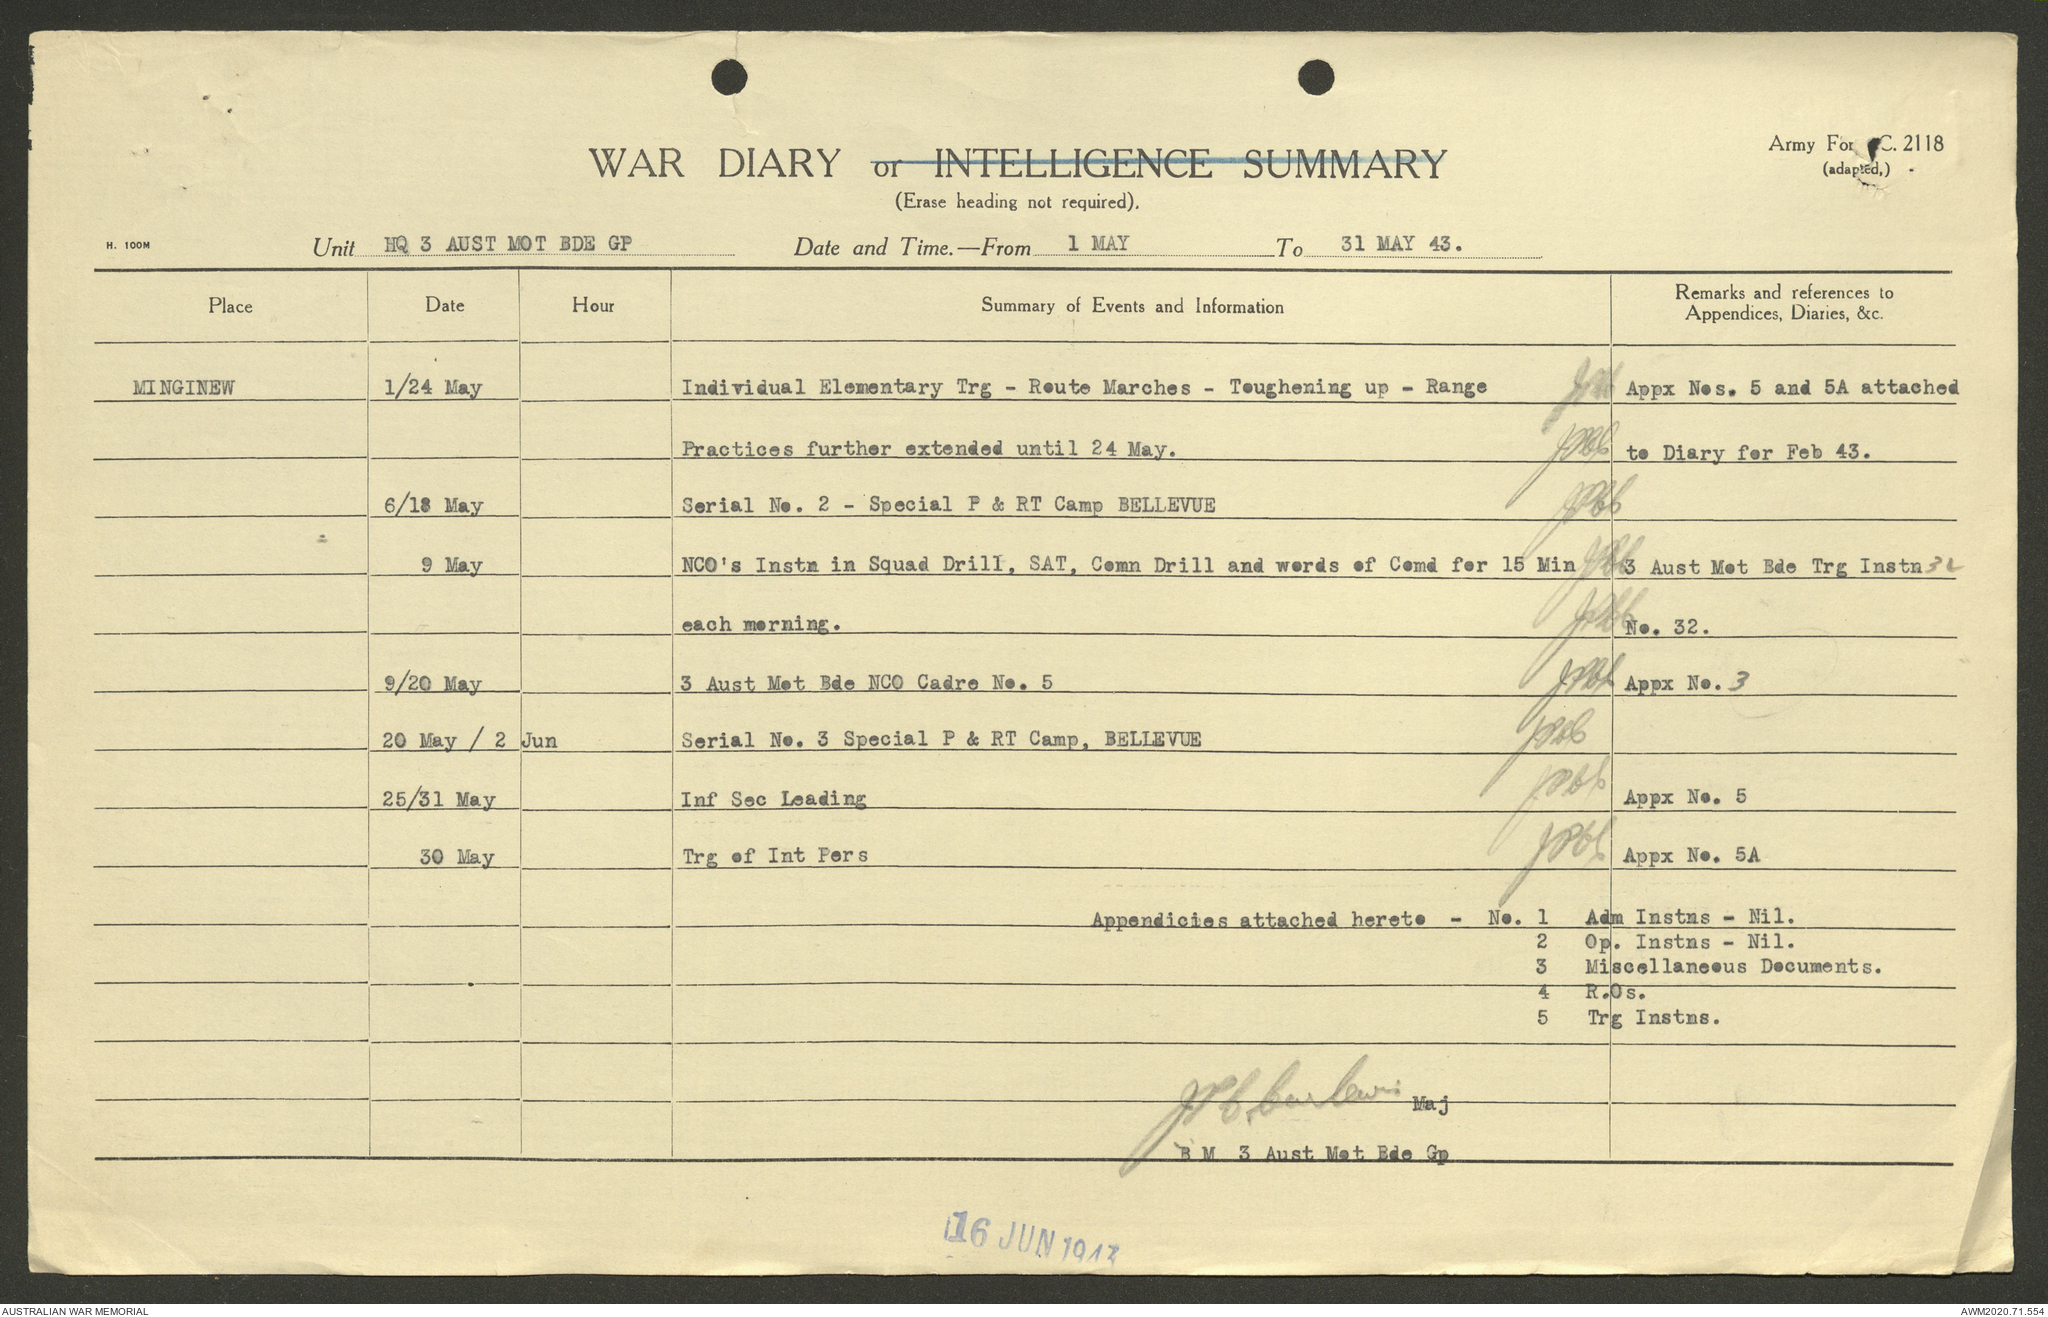 WAR DIARY or INTELLIGENCE SUMMARY
(Erase heading not required).
Army For C. 2118
(adapted,)
H. 100M
Unit HQ 3 AUST MOT BDE GP Date and Time.—From 1 MAY To 31 MAY 43.
Place Date Hour Summary of Events and Information Remarks and references to Appendices, Diaries, &c.
MINGINEW 1/24 May Individual Elementary Trg - Route Marches - Toughening up - Range Appx Nos. 5 and 5A attached
Practices further extended until 24 May. to Diary for Feb 43.
6/18 May Serial No. 2 - Special P & RT Camp BELLEVUE
9 May NCO's Instn in Squad Drill, SAT, Comn Drill and words of Comd for 15 Min 3 Aust Mot Bde Trg Instn 32
each morning. No. 32.
9/20 May 3 Aust Mot Bde NCO Cadre No. 5 Appx No. 3
20 May / 2 Jun Serial No. 3 Special P & RT Camp, BELLEVUE
25/31 May Inf Sec Leading Appx No. 5
30 May Trg of Int Pers Appx No. 5A
Appendicies attached hereto - No. 1 Adm Instns - Nil.
2 Op. Instns - Nil.
3 Miscellaneous Documents.
4 R.Os.
5 Trg Instns.
Maj
B M 3 Aust Mot Bde Gp
16 JUN 1943
AUSTRALIAN WAR MEMORIAL AWM2020.71.554